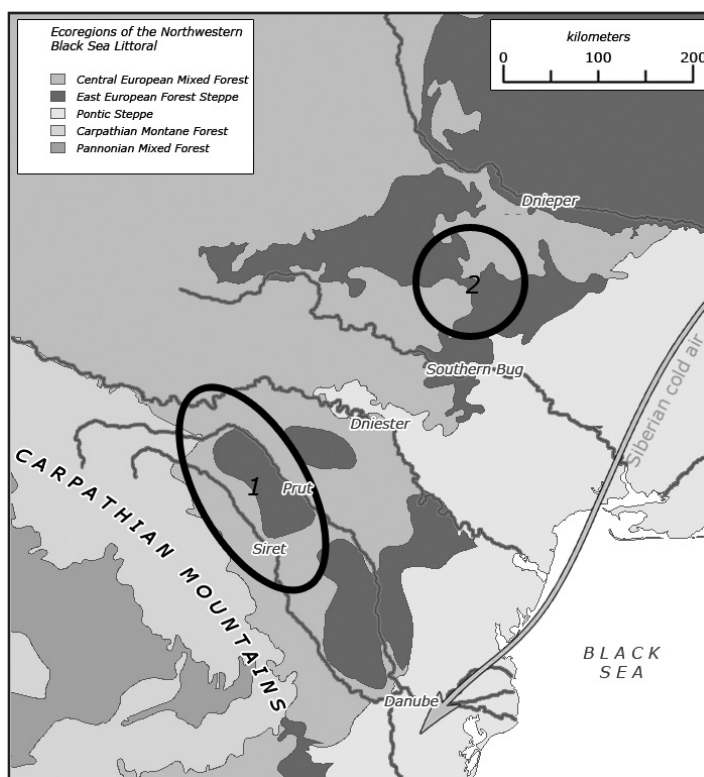 Ecoregions of the Northwestern
Black Sea Littoral
Central European Mixed Forest
East European Forest Steppe
Pontic Steppe
Carpathian Montane Forest
Pannonian Mixed Forest
kilometers
0 100 200
Dnieper
2
Southern Bug
Siberian cold air
Dniester
1
Prut
Siret
CARPATHIAN MOUNTAINS
BLACK
SEA
Danube